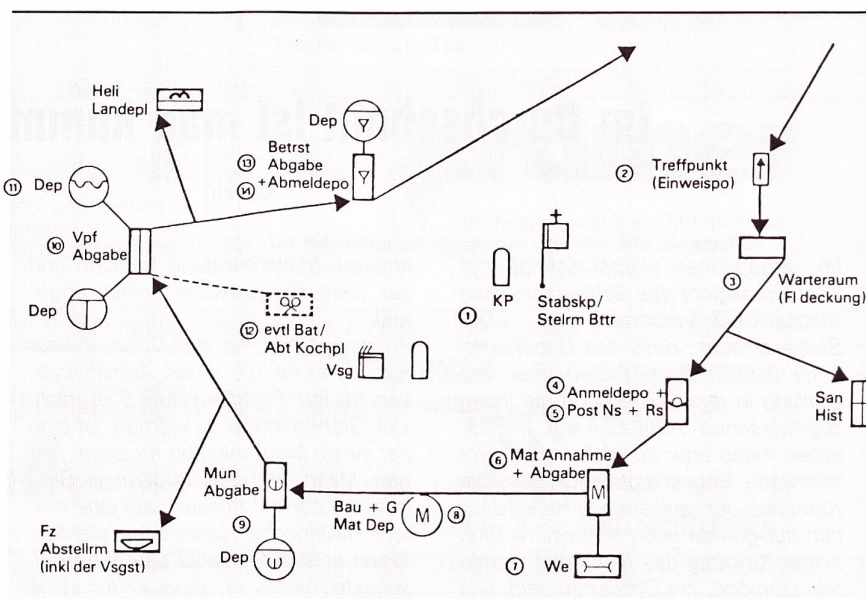 Heli
Landepl
Dep
⑬ Betrst
Abgabe
⑭ + Abmeldepo
② Treffpunkt
(Einweispo)
⑪ Dep
⑩ Vpf
Abgabe
Dep
③ Warteraum
(Fl deckung)
KP
①
Stabskp/
Stelrm Bttr
⑫ evtl Bat/
Abt Kochpl
Vsg
④ Anmeldepo +
⑤ Post Ns + Rs
San
Hist
⑥ Mat Annahme
+ Abgabe
M
Mun
Abgabe
⑨
Dep
Bau + G
Mat Dep
M
⑧
Fz
Abstellrm
(inkl der Vsgst)
⑦ We